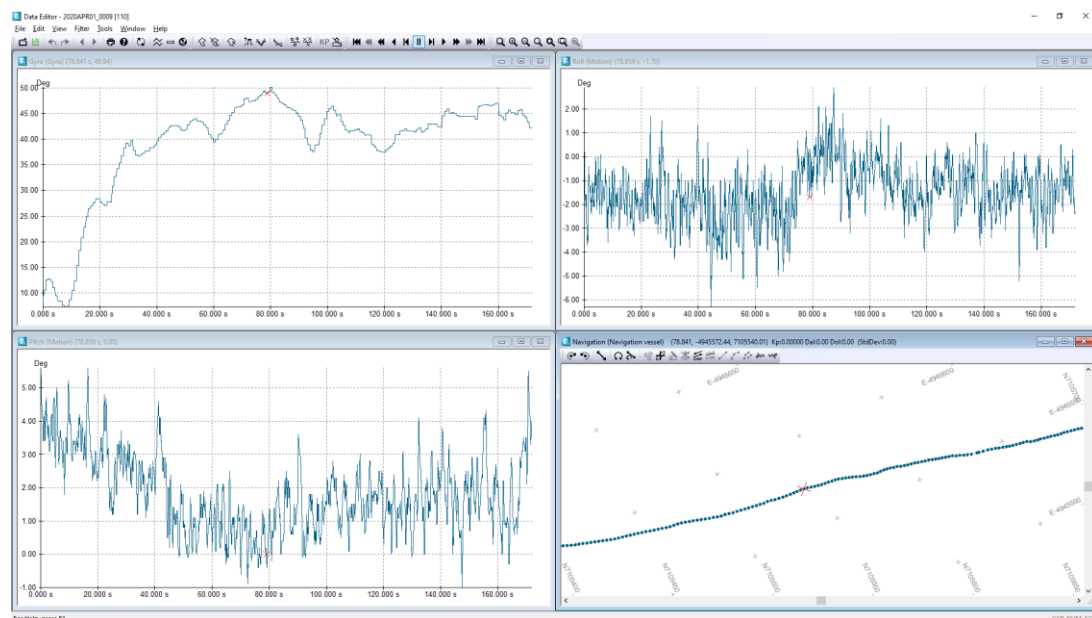 Data Editor - 2020APR01_0009 [110]
File Edit View Filter Tools Window Help
KP
Gyro (Gyro) (78.841 s, 48.94)
Deg
50.00
45.00
40.00
35.00
30.00
25.00
20.00
15.00
10.00
0.000 s 20.000 s 40.000 s 60.000 s 80.000 s 100.000 s 120.000 s 140.000 s 160.000 s
Roll (Motion) (78.859 s, -1.70)
Deg
2.00
1.00
0.00
-1.00
-2.00
-3.00
-4.00
-5.00
-6.00
0.000 s 20.000 s 40.000 s 60.000 s 80.000 s 100.000 s 120.000 s 140.000 s 160.000 s
Pitch (Motion) (78.859 s, 0.00)
Deg
5.00
4.00
3.00
2.00
1.00
0.00
-1.00
0.000 s 20.000 s 40.000 s 60.000 s 80.000 s 100.000 s 120.000 s 140.000 s 160.000 s
Navigation (Navigation vessel) (78.841, -4945572.44, 7105540.01) Kp:0.00000 Dat:0.00 Dol:0.00 (StdDev:0.00)
E-4945650
E-4945600
E-4945550
E-4945500
N7105400